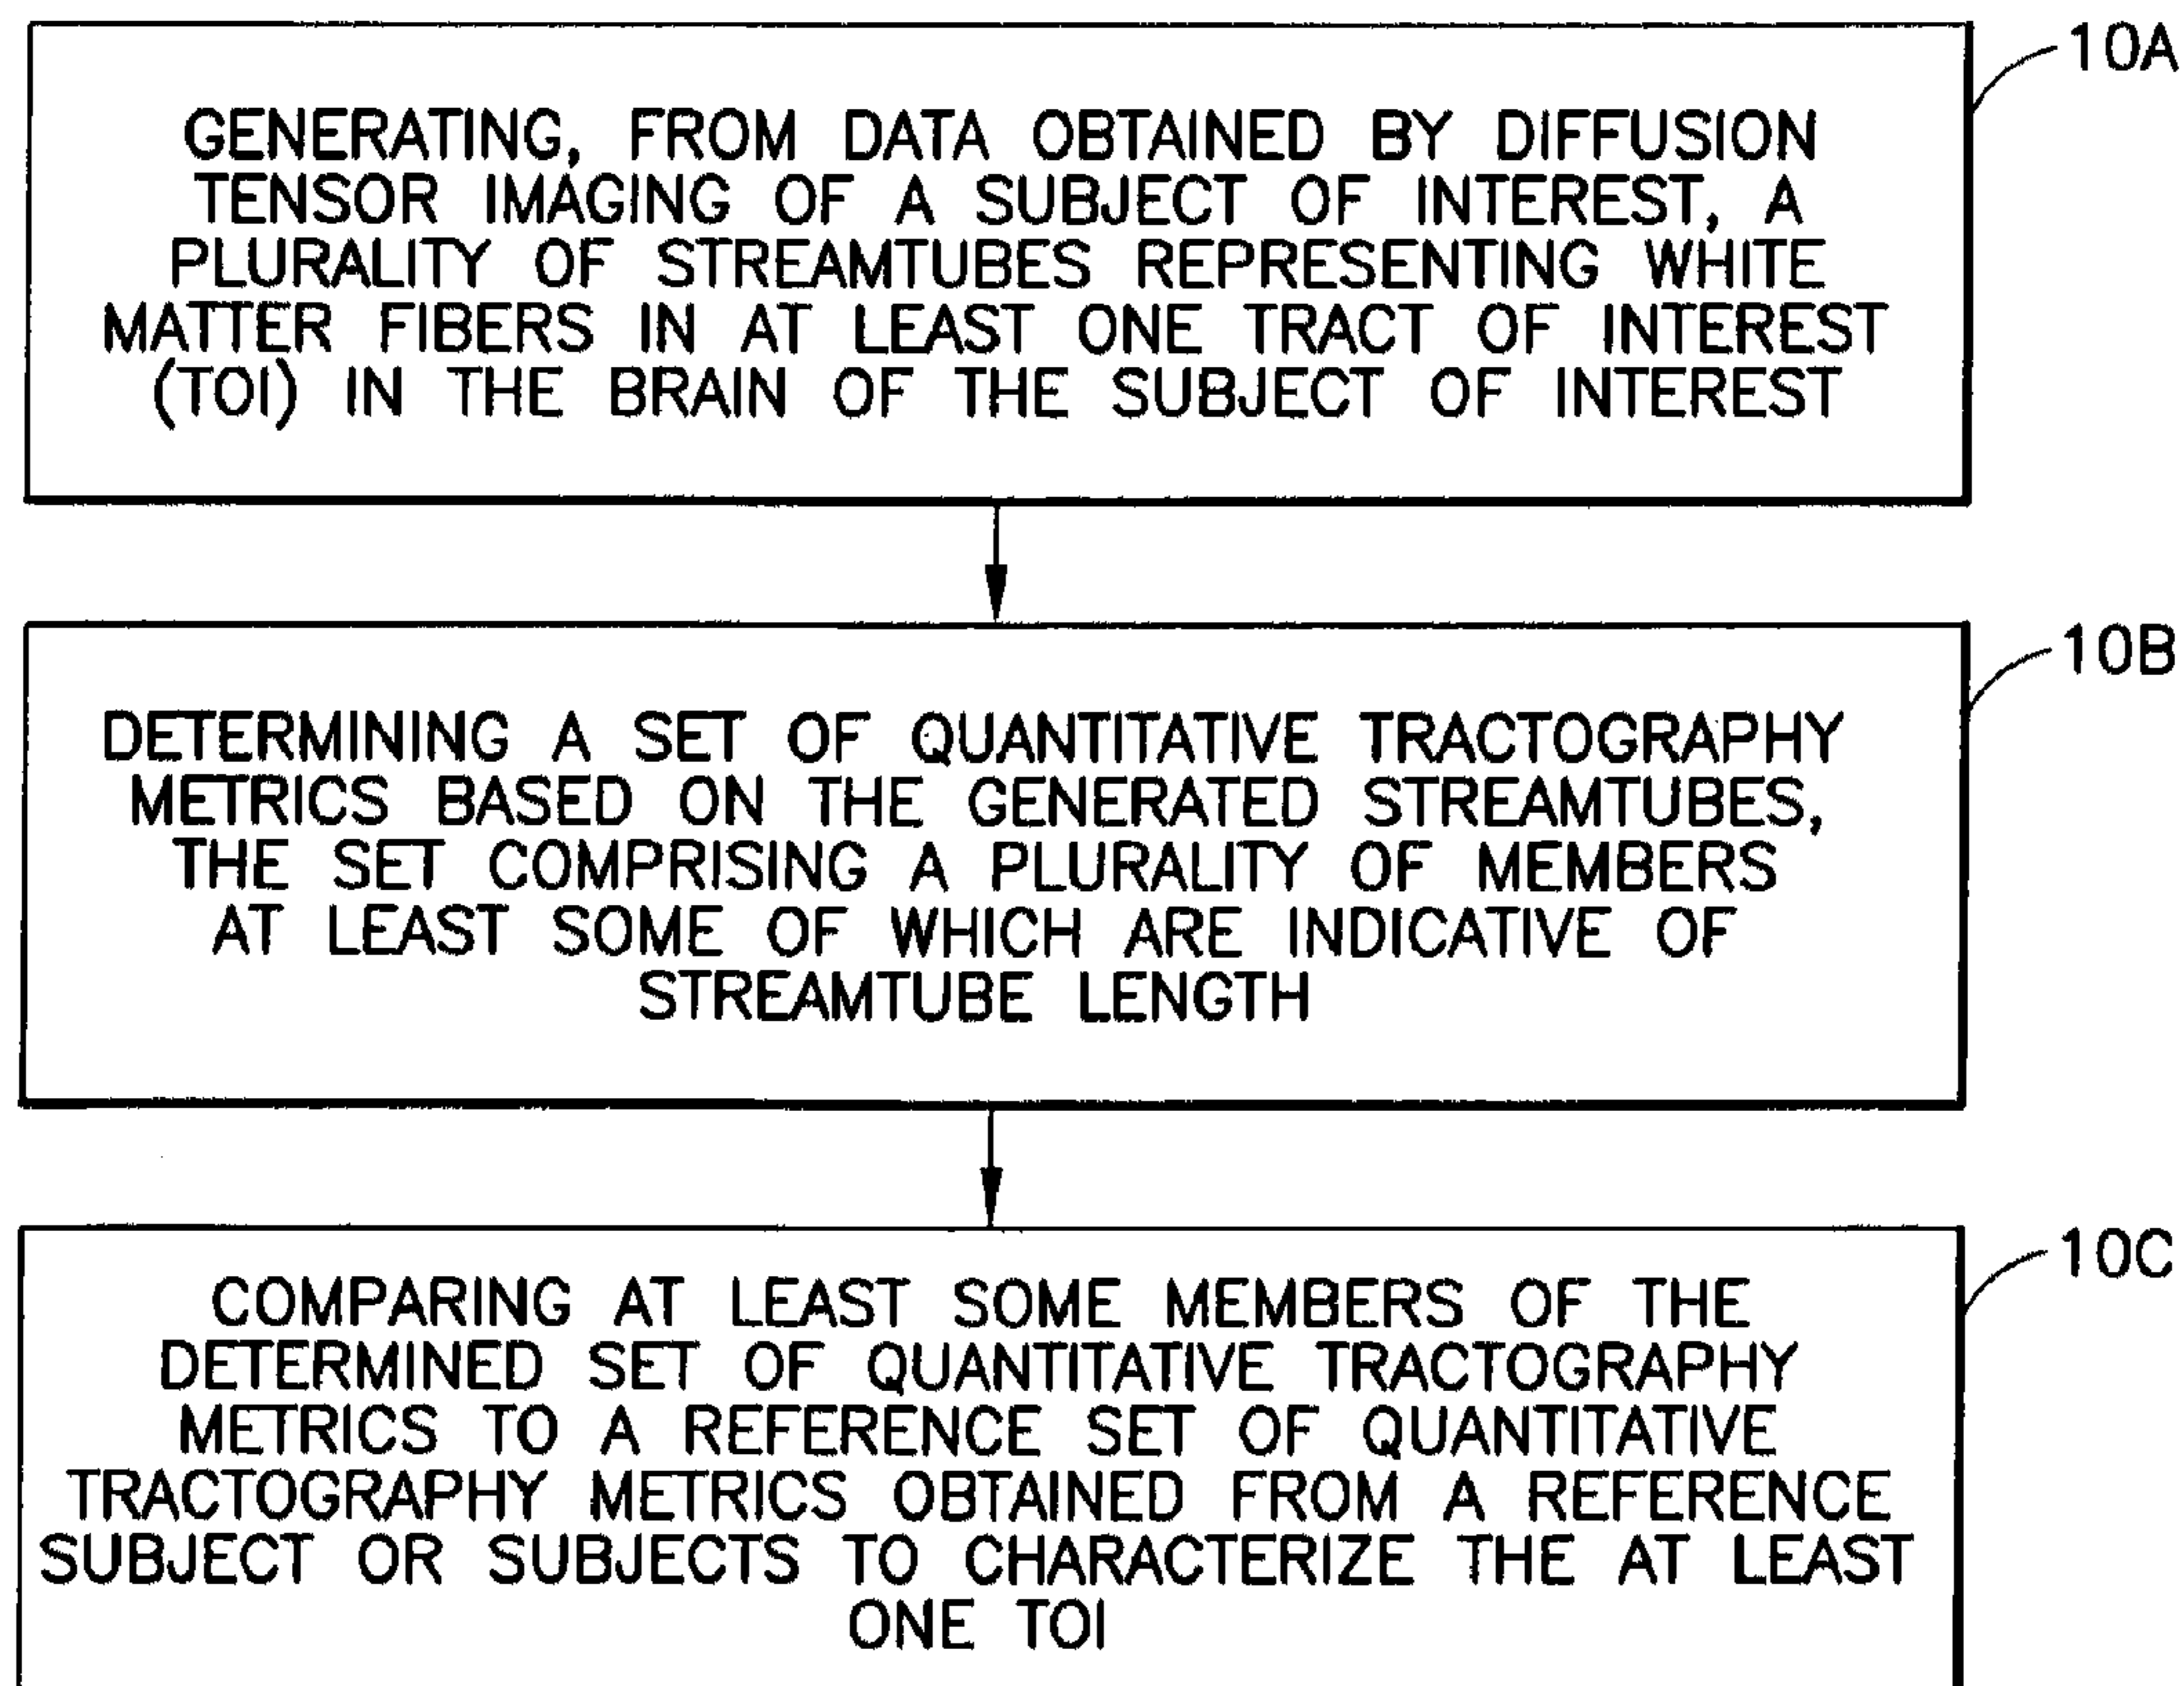 10A
GENERATING, FROM DATA OBTAINED BY DIFFUSION
TENSOR IMAGING OF A SUBJECT OF INTEREST, A
PLURALITY OF STREAMTUBES REPRESENTING WHITE
MATTER FIBERS IN AT LEAST ONE TRACT OF INTEREST
(TOI) IN THE BRAIN OF THE SUBJECT OF INTEREST
10B
DETERMINING A SET OF QUANTITATIVE TRACTOGRAPHY
METRICS BASED ON THE GENERATED STREAMTUBES,
THE SET COMPRISING A PLURALITY OF MEMBERS
AT LEAST SOME OF WHICH ARE INDICATIVE OF
STREAMTUBE LENGTH
10C
COMPARING AT LEAST SOME MEMBERS OF THE
DETERMINED SET OF QUANTITATIVE TRACTOGRAPHY
METRICS TO A REFERENCE SET OF QUANTITATIVE
TRACTOGRAPHY METRICS OBTAINED FROM A REFERENCE
SUBJECT OR SUBJECTS TO CHARACTERIZE THE AT LEAST
ONE TOI